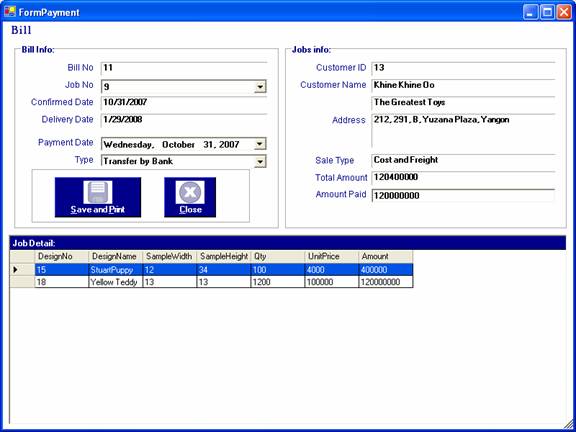 FormPayment
Bill
Bill Info:
Bill No 11
Job No 9
Confirmed Date 10/31/2007
Delivery Date 1/29/2008
Payment Date Wednesday, October 31, 2007
Type Transfer by Bank
Save and Print Close
Jobs info:
Customer ID 13
Customer Name Khine Khine Oo
The Greatest Toys
Address 212, 291, B, Yuzana Plaza, Yangon
Sale Type Cost and Freight
Total Amount 120400000
Amount Paid 120000000
Job Detail:
DesignNo DesignName SampleWidth SampleHeight Qty UnitPrice Amount
15 StuartPuppy 12 34 100 4000 400000
18 Yellow Teddy 13 13 1200 100000 120000000